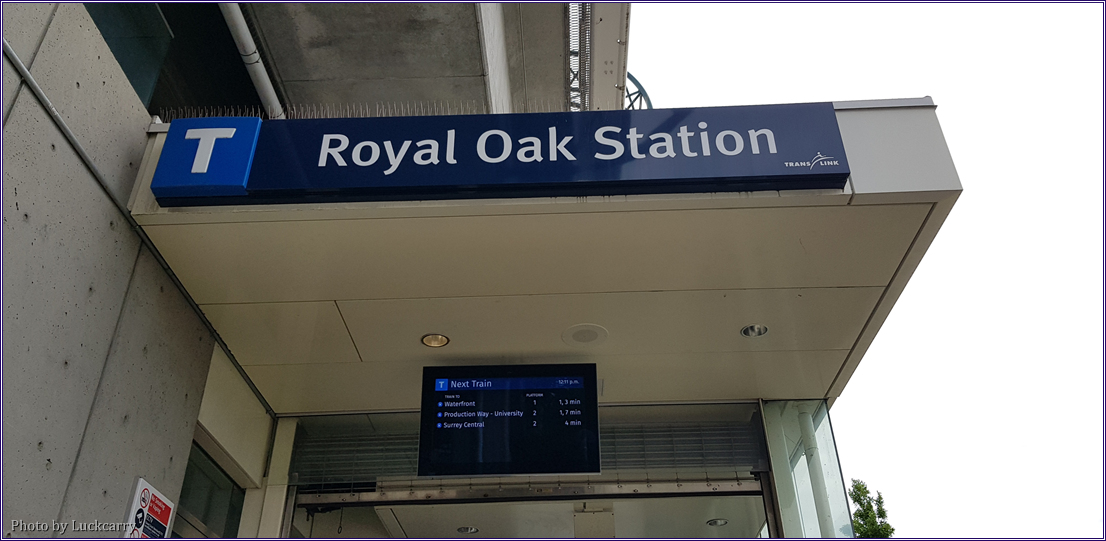 T Royal Oak Station
TRANS LINK
T Next Train 12:11 p.m.
TRAIN TO PLATFORM
Waterfront 1 1, 3 min
Production Way - University 2 1, 7 min
Surrey Central 2 4 min
Photo by Luckcarry